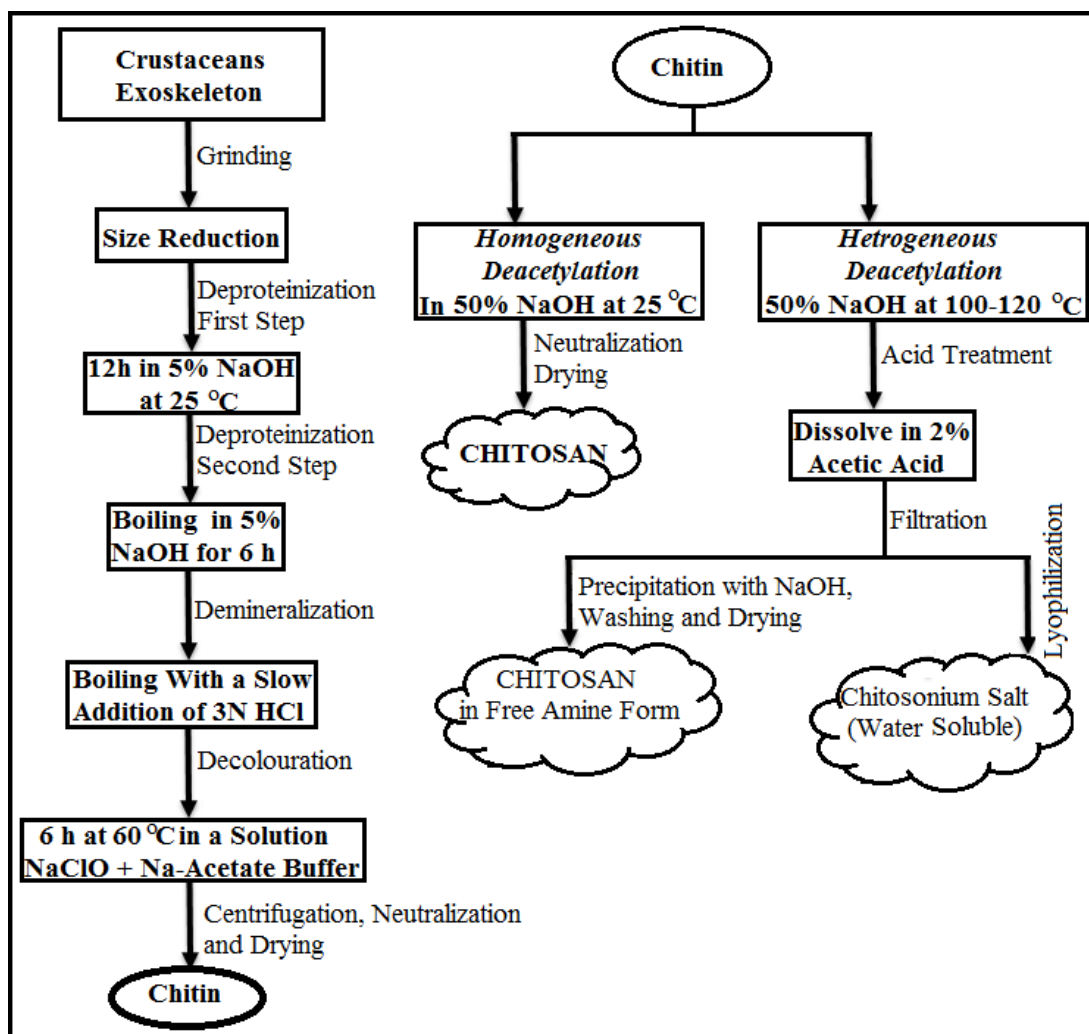 Crustaceans
Exoskeleton
Grinding
Size Reduction
Deproteinization
First Step
12h in 5% NaOH
at 25 °C
Deproteinization
Second Step
Boiling in 5%
NaOH for 6 h
Demineralization
Boiling With a Slow
Addition of 3N HCl
Decolouration
6 h at 60 °C in a Solution
NaClO + Na-Acetate Buffer
Centrifugation, Neutralization
and Drying
Chitin
Chitin
Homogeneous
Deacetylation
In 50% NaOH at 25 °C
Neutralization
Drying
CHITOSAN
Hetrogeneous
Deacetylation
50% NaOH at 100-120 °C
Acid Treatment
Dissolve in 2%
Acetic Acid
Filtration
Precipitation with NaOH,
Washing and Drying
CHITOSAN
in Free Amine Form
Lyophilization
Chitosonium Salt
(Water Soluble)